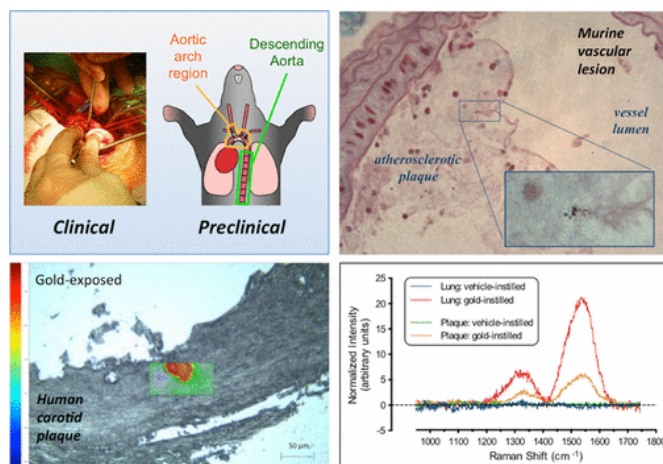 Aortic
arch
region
Descending
Aorta
Clinical
Preclinical
Murine
vascular
lesion
vessel
lumen
atherosclerotic
plaque
Gold-exposed
Human
carotid
plaque
50 µm
Lung: vehicle-instilled
Lung: gold-instilled
Plaque: vehicle-instilled
Plaque: gold-instilled
Normalized Intensity
(arbitrary units)
25
20
15
10
5
0
-5
1000 1100 1200 1300 1400 1500 1600 1700 1800
Raman Shift (cm⁻¹)